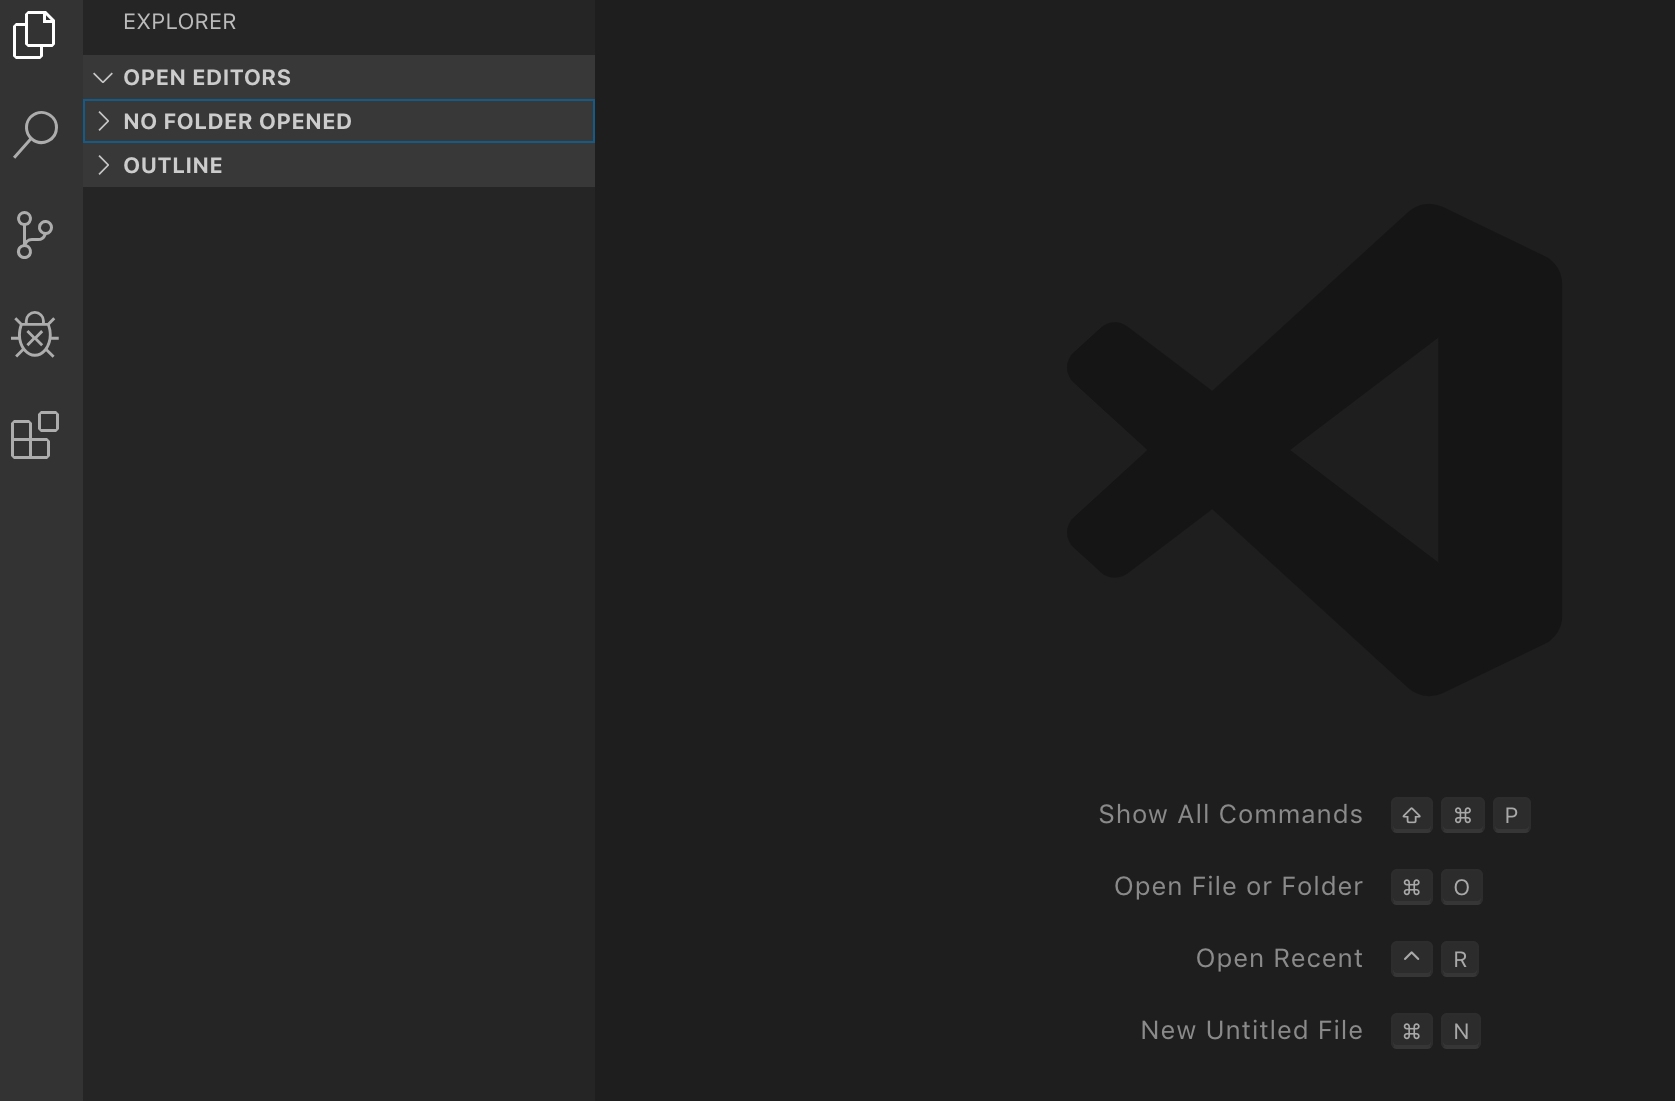 EXPLORER
OPEN EDITORS
NO FOLDER OPENED
OUTLINE
Show All Commands ⇧ ⌘ P
Open File or Folder ⌘ O
Open Recent ^ R
New Untitled File ⌘ N